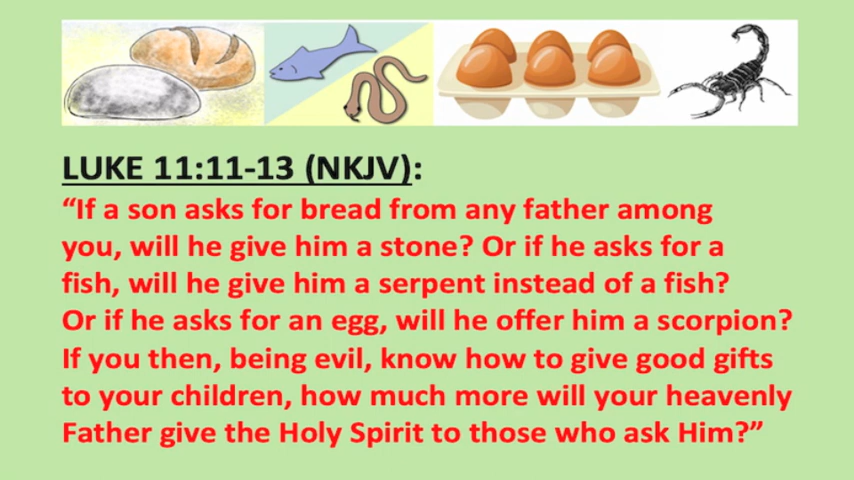 LUKE 11:11-13 (NKJV):
“If a son asks for bread from any father among
you, will he give him a stone? Or if he asks for a
fish, will he give him a serpent instead of a fish?
Or if he asks for an egg, will he offer him a scorpion?
If you then, being evil, know how to give good gifts
to your children, how much more will your heavenly
Father give the Holy Spirit to those who ask Him?”